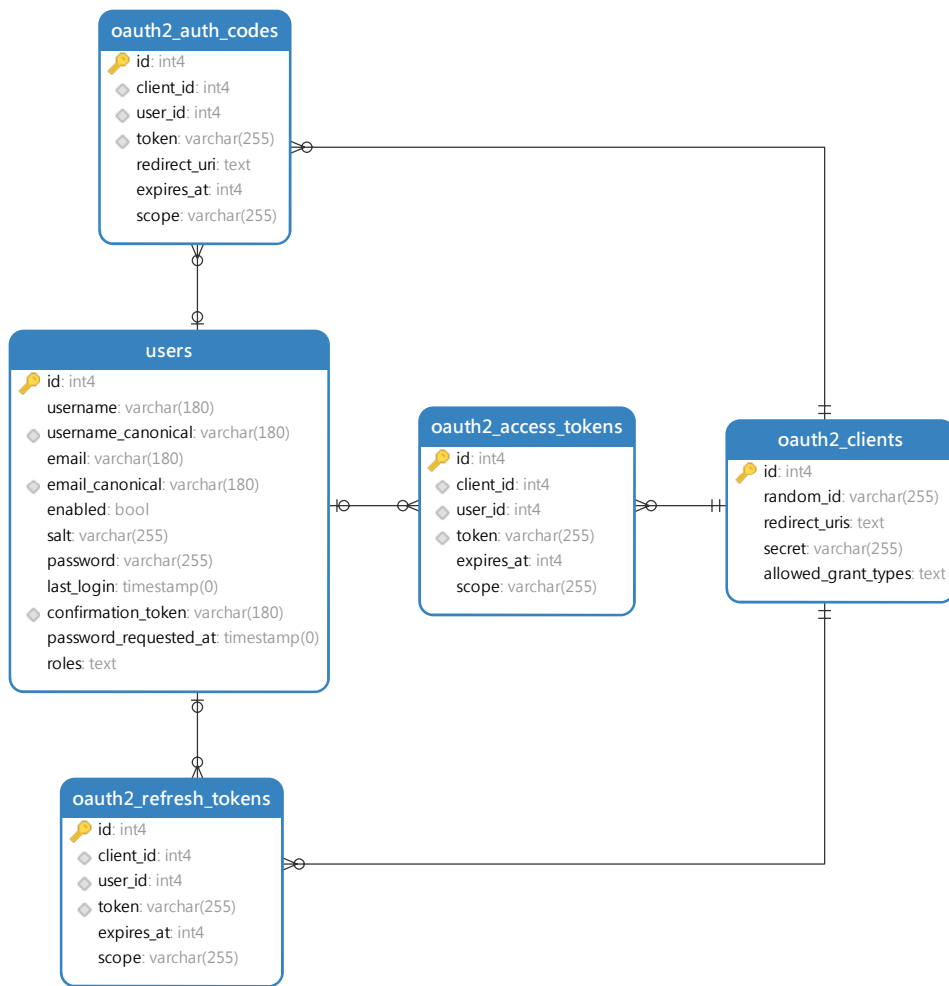 oauth2_auth_codes
id: int4
client_id: int4
user_id: int4
token: varchar(255)
redirect_uri: text
expires_at: int4
scope: varchar(255)
users
id: int4
username: varchar(180)
username_canonical: varchar(180)
email: varchar(180)
email_canonical: varchar(180)
enabled: bool
salt: varchar(255)
password: varchar(255)
last_login: timestamp(0)
confirmation_token: varchar(180)
password_requested_at: timestamp(0)
roles: text
oauth2_access_tokens
id: int4
client_id: int4
user_id: int4
token: varchar(255)
expires_at: int4
scope: varchar(255)
oauth2_clients
id: int4
random_id: varchar(255)
redirect_uris: text
secret: varchar(255)
allowed_grant_types: text
oauth2_refresh_tokens
id: int4
client_id: int4
user_id: int4
token: varchar(255)
expires_at: int4
scope: varchar(255)